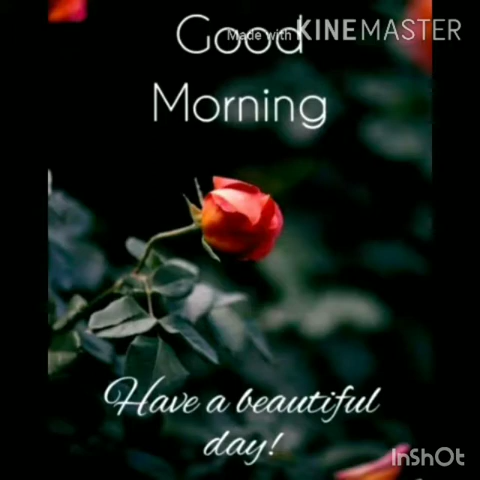 Good
Made with KINEMASTER
Morning
Have a beautiful
day!
InShOt